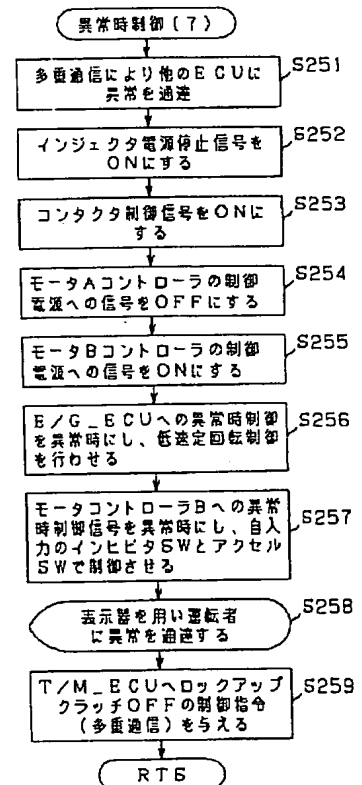 異常時制御(7)
多重通信により他のECUに
異常を通達
S251
インジェクタ電源停止信号を
ONにする
S252
コンタクタ制御信号をONに
する
S253
モータAコントローラの制御
電源への信号をOFFにする
S254
モータBコントローラの制御
電源への信号をONにする
S255
E/G_ECUへの異常時制御
を異常時にし、低速定回転制御
を行わせる
S256
モータコントローラBへの異常
時制御信号を異常時にし、自入
力のインヒビタSWとアクセル
SWで制御させる
S257
表示器を用い運転者
に異常を通達する
S258
T/M_ECUへロックアップ
クラッチOFFの制御指令
(多重通信)を与える
S259
RTS